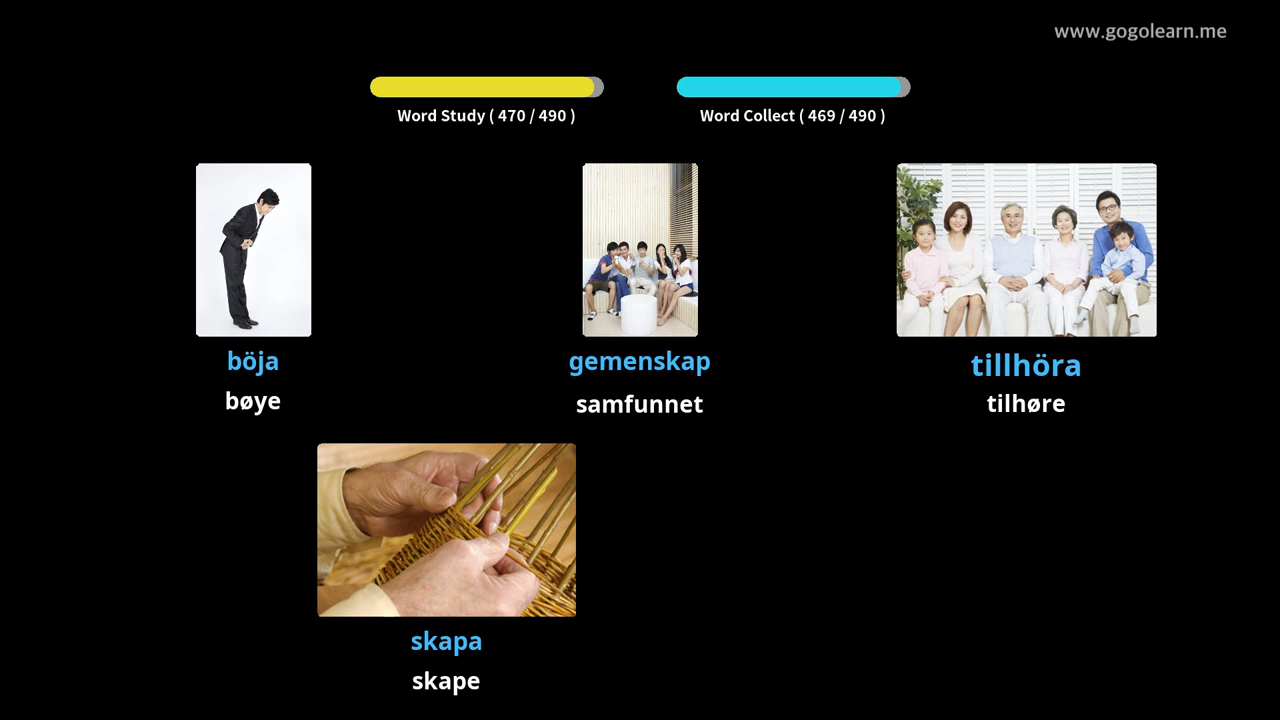 www.gogolearn.me
Word Study ( 470 / 490 )
Word Collect ( 469 / 490 )
böja
bøye
gemenskap
samfunnet
tillhöra
tilhøre
skapa
skape